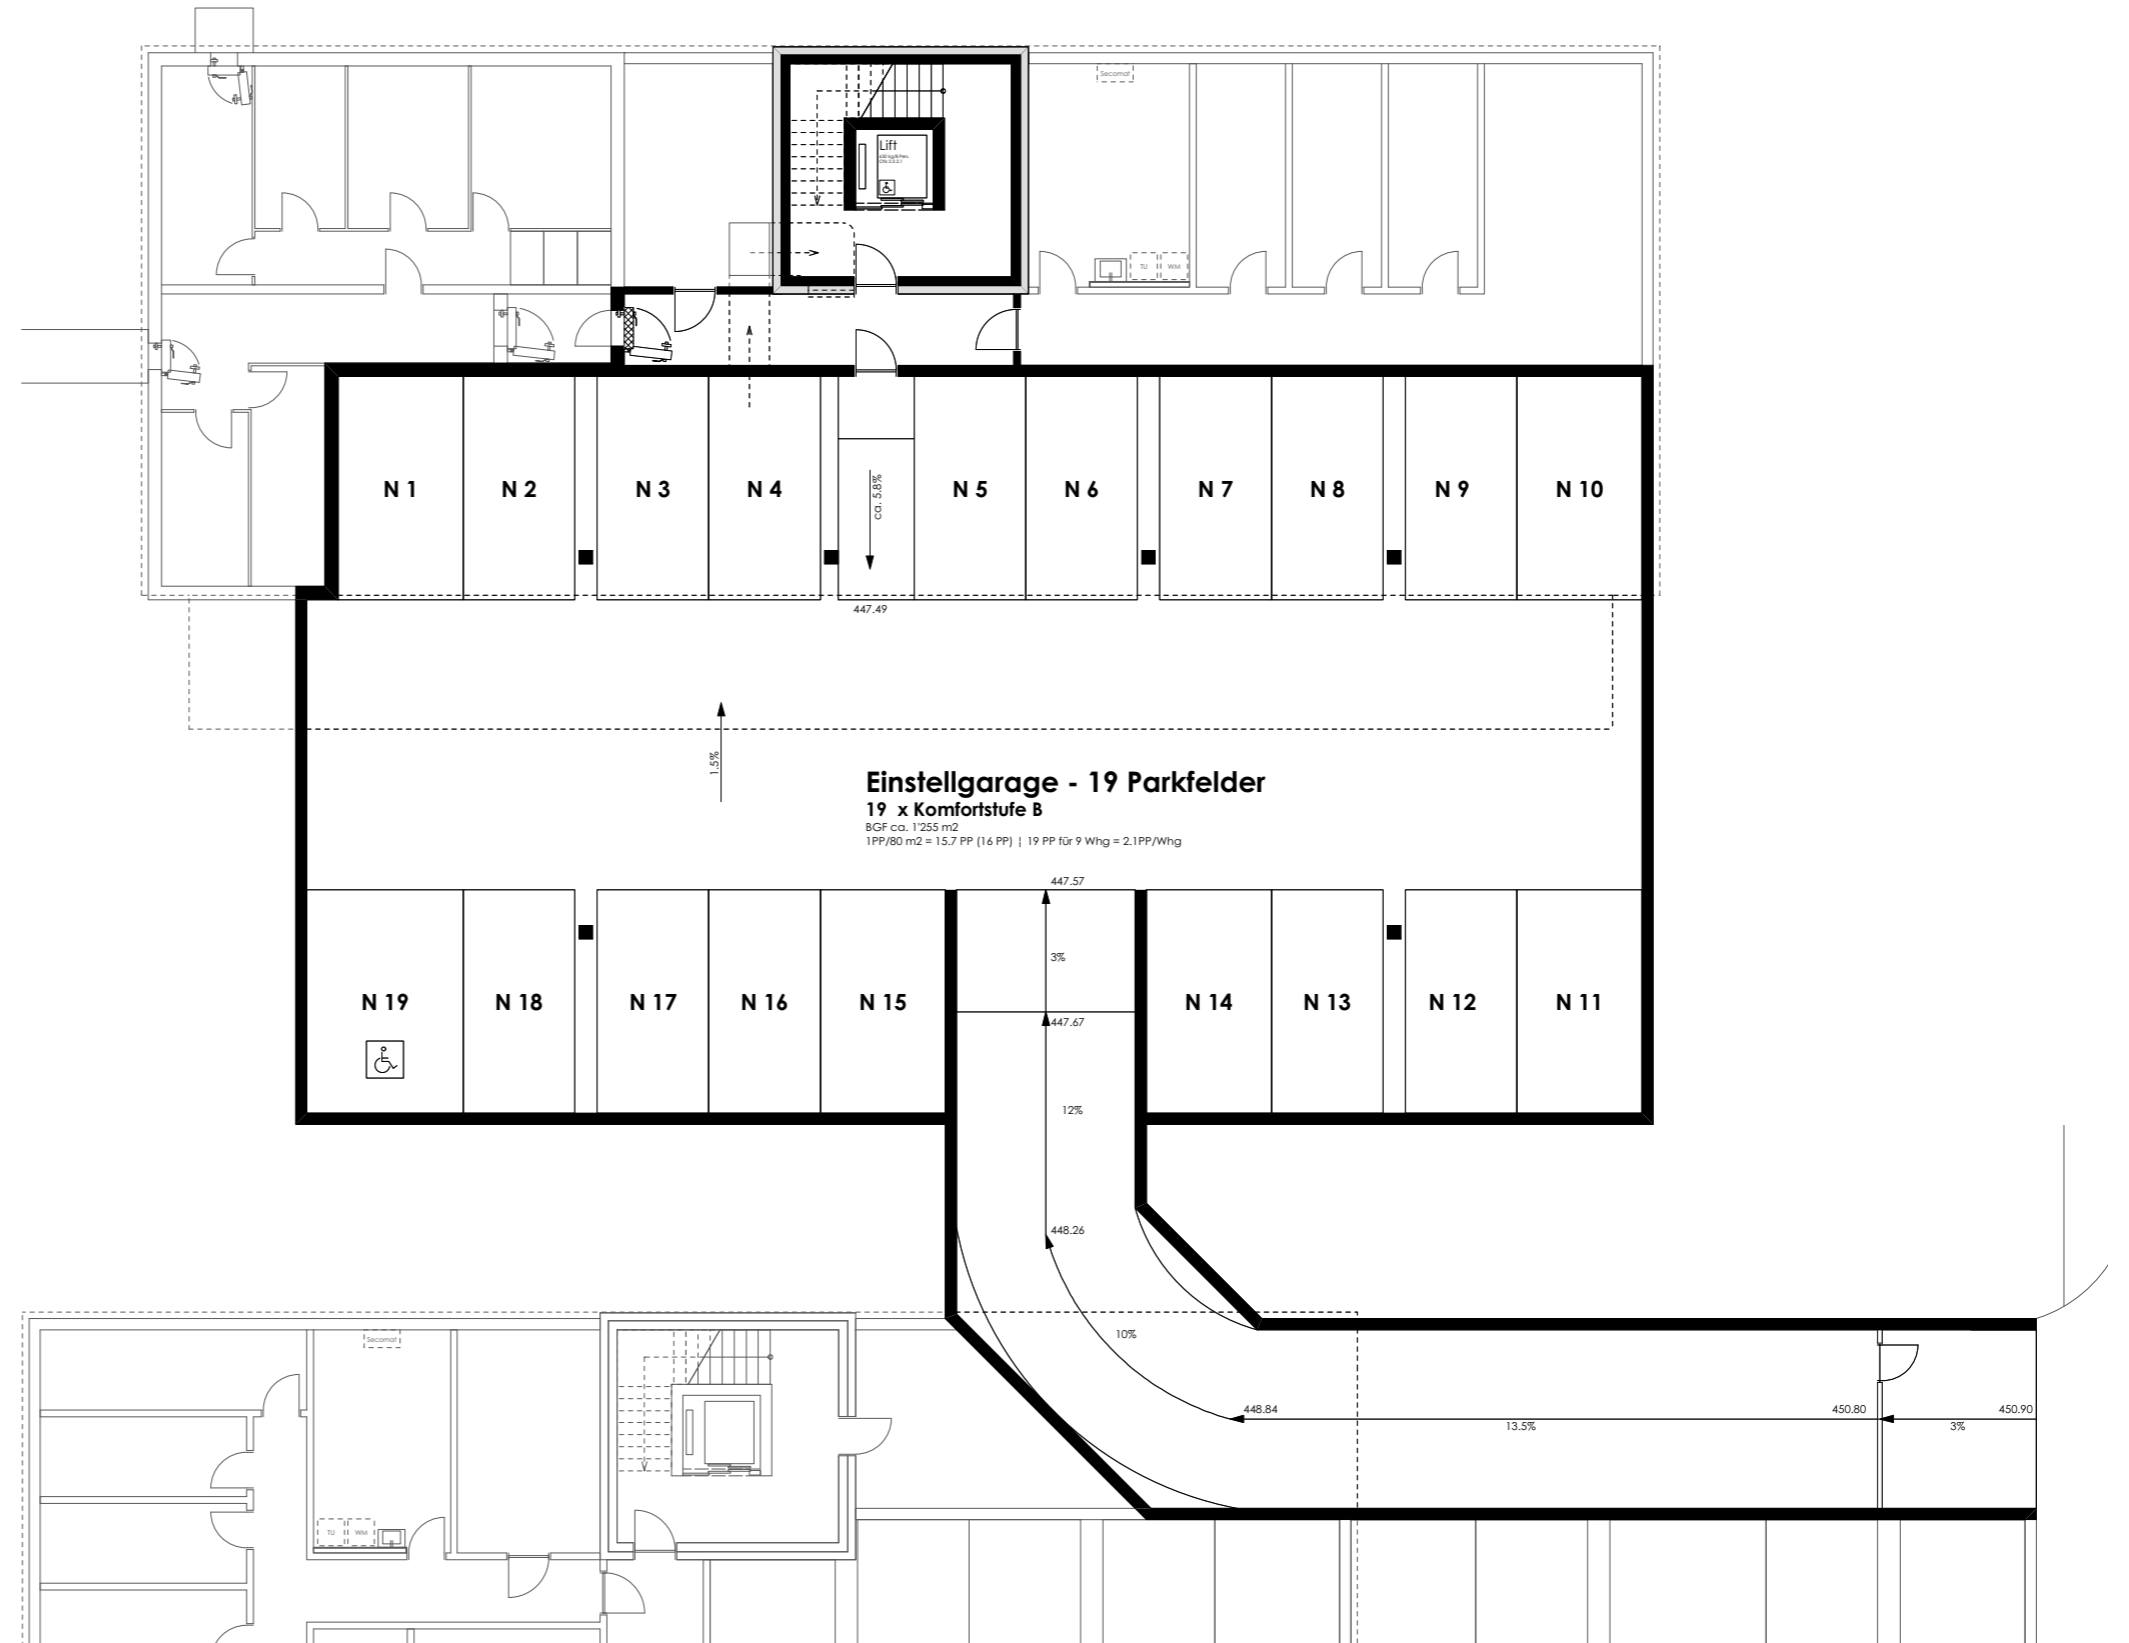 Secomat
Lift
TU
WM
N 1
N 2
N 3
N 4
ca. 5.8%
N 5
N 6
N 7
N 8
N 9
N 10
447.49
1.5%
Einstellgarage - 19 Parkfelder
19 x Komfortstufe B
BGF ca. 1'255 m2
1PP/80 m2 = 15.7 PP (16 PP) | 19 PP für 9 Whg = 2.1PP/Whg
447.57
3%
N 19
N 18
N 17
N 16
N 15
N 14
N 13
N 12
N 11
447.67
12%
448.26
10%
Secomat
448.84
13.5%
450.80
3%
450.90
TU
WM